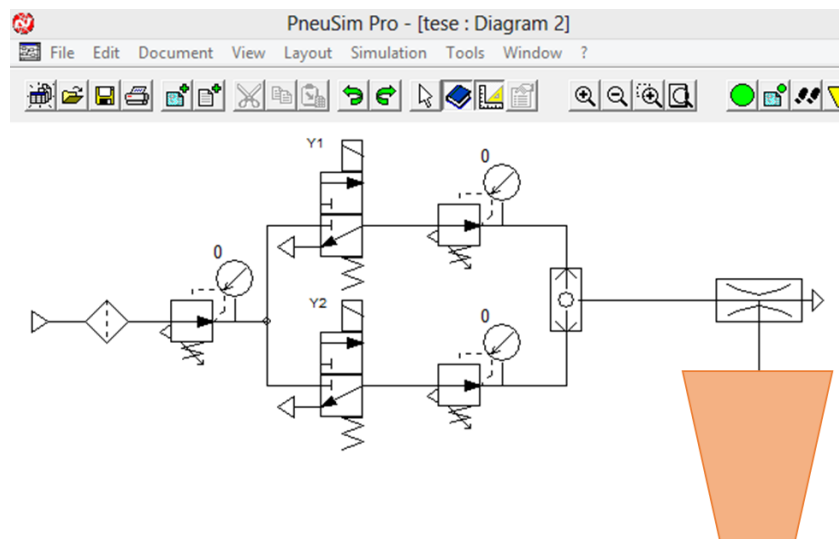 PneuSim Pro - [tese : Diagram 2]
File Edit Document View Layout Simulation Tools Window ?
Y1
0
0
Y2
0